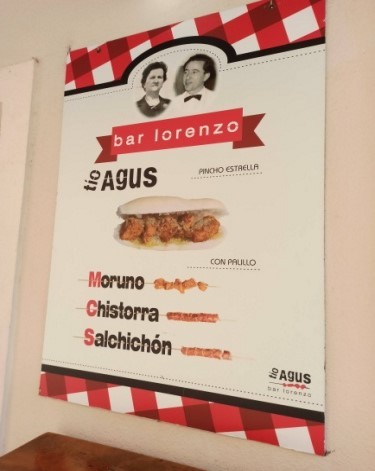 bar lorenzo
tío AGUS
PINCHO ESTRELLA
CON PALILLO
Moruno
Chistorra
Salchichón
tío AGUS
bar lorenzo